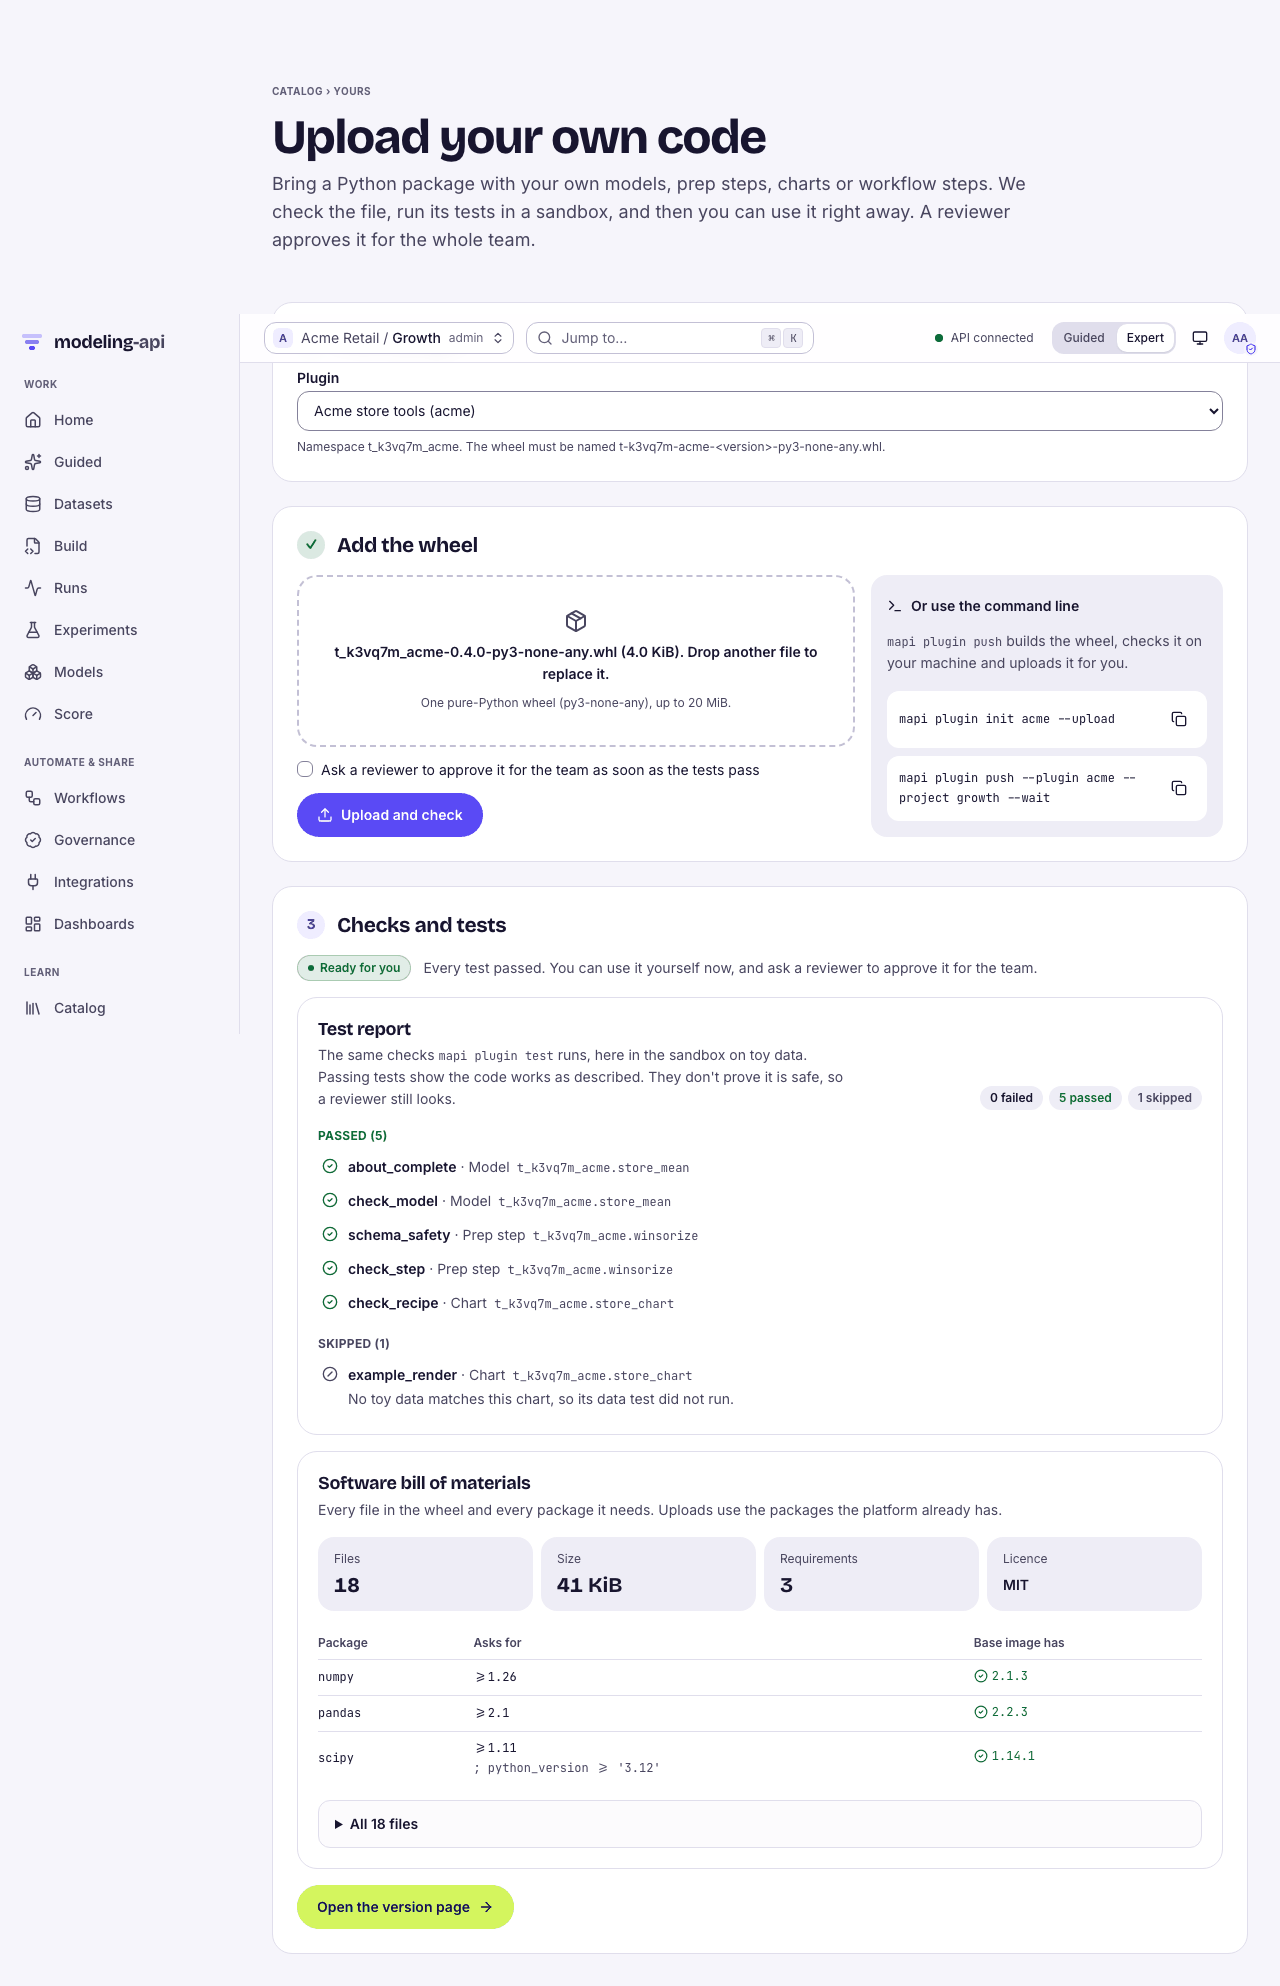 CATALOG › YOURS
Upload your own code
Bring a Python package with your own models, prep steps, charts or workflow steps. We
check the file, run its tests in a sandbox, and then you can use it right away. A reviewer
approves it for the whole team.
modeling-api
A Acme Retail / Growth admin
Jump to... ⌘ K
API connected
Guided Expert
AA
WORK
Home
Guided
Datasets
Build
Runs
Experiments
Models
Score
AUTOMATE & SHARE
Workflows
Governance
Integrations
Dashboards
LEARN
Catalog
Plugin
Acme store tools (acme)
Namespace t_k3vq7m_acme. The wheel must be named t-k3vq7m-acme-<version>-py3-none-any.whl.
Add the wheel
t_k3vq7m_acme-0.4.0-py3-none-any.whl (4.0 KiB). Drop another file to
replace it.
One pure-Python wheel (py3-none-any), up to 20 MiB.
Ask a reviewer to approve it for the team as soon as the tests pass
Upload and check
Or use the command line
mapi plugin push builds the wheel, checks it on
your machine and uploads it for you.
mapi plugin init acme --upload
mapi plugin push --plugin acme --
project growth --wait
3 Checks and tests
Ready for you Every test passed. You can use it yourself now, and ask a reviewer to approve it for the team.
Test report
The same checks mapi plugin test runs, here in the sandbox on toy data.
Passing tests show the code works as described. They don't prove it is safe, so
a reviewer still looks.
0 failed 5 passed 1 skipped
PASSED (5)
about_complete · Model t_k3vq7m_acme.store_mean
check_model · Model t_k3vq7m_acme.store_mean
schema_safety · Prep step t_k3vq7m_acme.winsorize
check_step · Prep step t_k3vq7m_acme.winsorize
check_recipe · Chart t_k3vq7m_acme.store_chart
SKIPPED (1)
example_render · Chart t_k3vq7m_acme.store_chart
No toy data matches this chart, so its data test did not run.
Software bill of materials
Every file in the wheel and every package it needs. Uploads use the packages the platform already has.
Files Size Requirements Licence
18 41 KiB 3 MIT
Package Asks for Base image has
numpy >=1.26 2.1.3
pandas >=2.1 2.2.3
scipy >=1.11 1.14.1
; python_version >= '3.12'
All 18 files
Open the version page